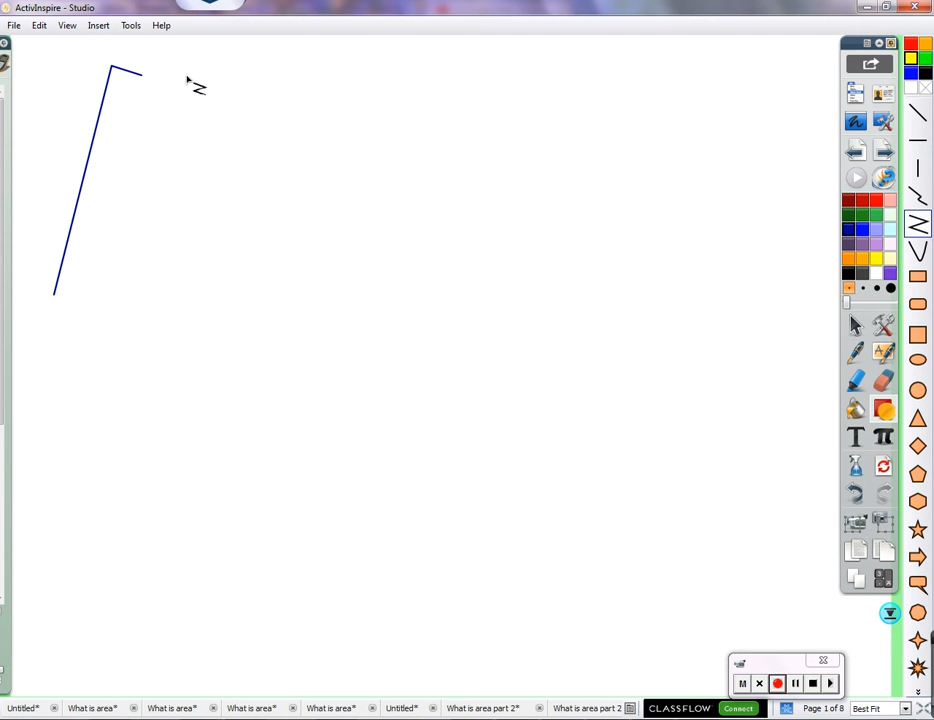 ActivInspire - Studio
File Edit View Insert Tools Help
T π
M
Untitled* What is area* What is area* What is area* What is area* Untitled* What is area part 2* What is area part 2 CLASSFLOW Connect Page 1 of 8 Best Fit